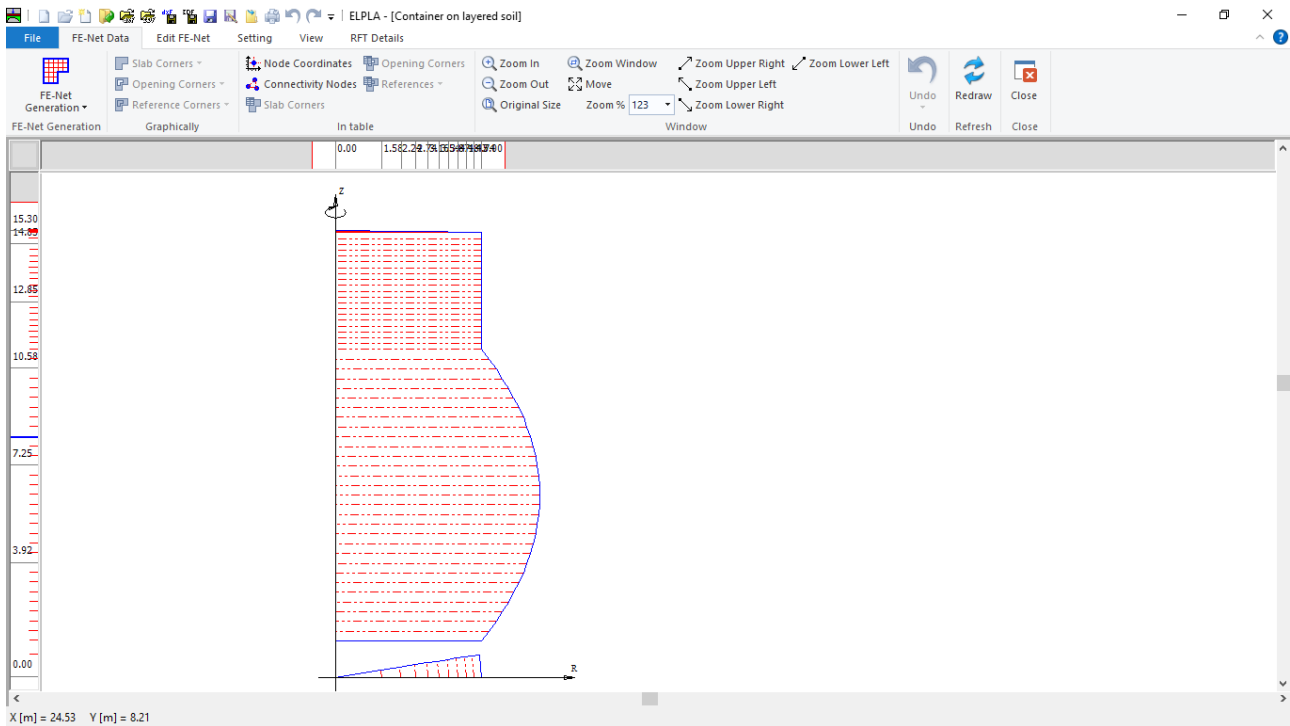 ELPLA - [Container on layered soil]
File FE-Net Data Edit FE-Net Setting View RFT Details
FE-Net Generation
Slab Corners
Opening Corners
Reference Corners
Node Coordinates Opening Corners
Connectivity Nodes References
Slab Corners
Zoom In Zoom Window Zoom Upper Right Zoom Lower Left
Zoom Out Move Zoom Upper Left
Original Size Zoom % 123 Zoom Lower Right
Undo
Redraw
Close
FE-Net Generation Graphically In table Window Undo Refresh Close
0.00 1.58
Z
15.30
12.85
10.58
7.25
3.92
0.00
R
X [m] = 24.53 Y [m] = 8.21